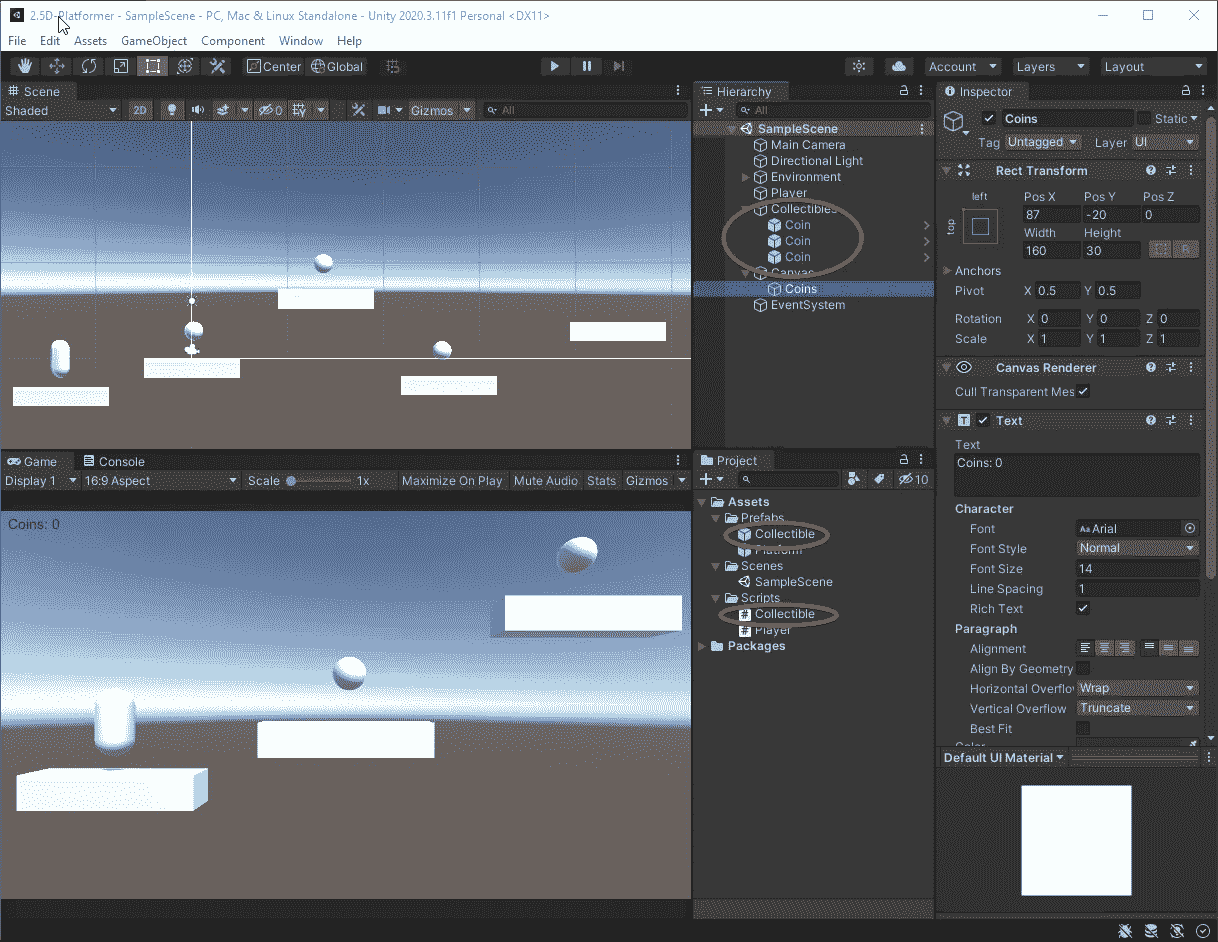 2.5D-Platformer - SampleScene - PC, Mac & Linux Standalone - Unity 2020.3.11f1 Personal <DX11>
File Edit Assets GameObject Component Window Help
Center Global Account Layers Layout
Scene
Shaded 2D 0 Gizmos All
Hierarchy
All
SampleScene
Main Camera
Directional Light
Environment
Player
Collectibles
Coin
Coin
Coin
Canvas
Coins
EventSystem
Inspector
Coins Static
Tag Untagged Layer UI
Rect Transform
left Pos X Pos Y Pos Z
top 87 -20 0
Width Height
160 30 R
Anchors
Pivot X 0.5 Y 0.5
Rotation X 0 Y 0 Z 0
Scale X 1 Y 1 Z 1
Canvas Renderer
Cull Transparent Mes
Text
Text
Coins: 0
Character
Font Aa Arial
Font Style Normal
Font Size 14
Line Spacing 1
Rich Text
Paragraph
Alignment
Align By Geometry
Horizontal Overflo Wrap
Vertical Overflow Truncate
Best Fit
Color
Default UI Material
Game Console
Display 1 16:9 Aspect Scale 1x Maximize On Play Mute Audio Stats Gizmos
Coins: 0
Project
10
Assets
Prefabs
Collectible
Platform
Scenes
SampleScene
Scripts
Collectible
Player
Packages